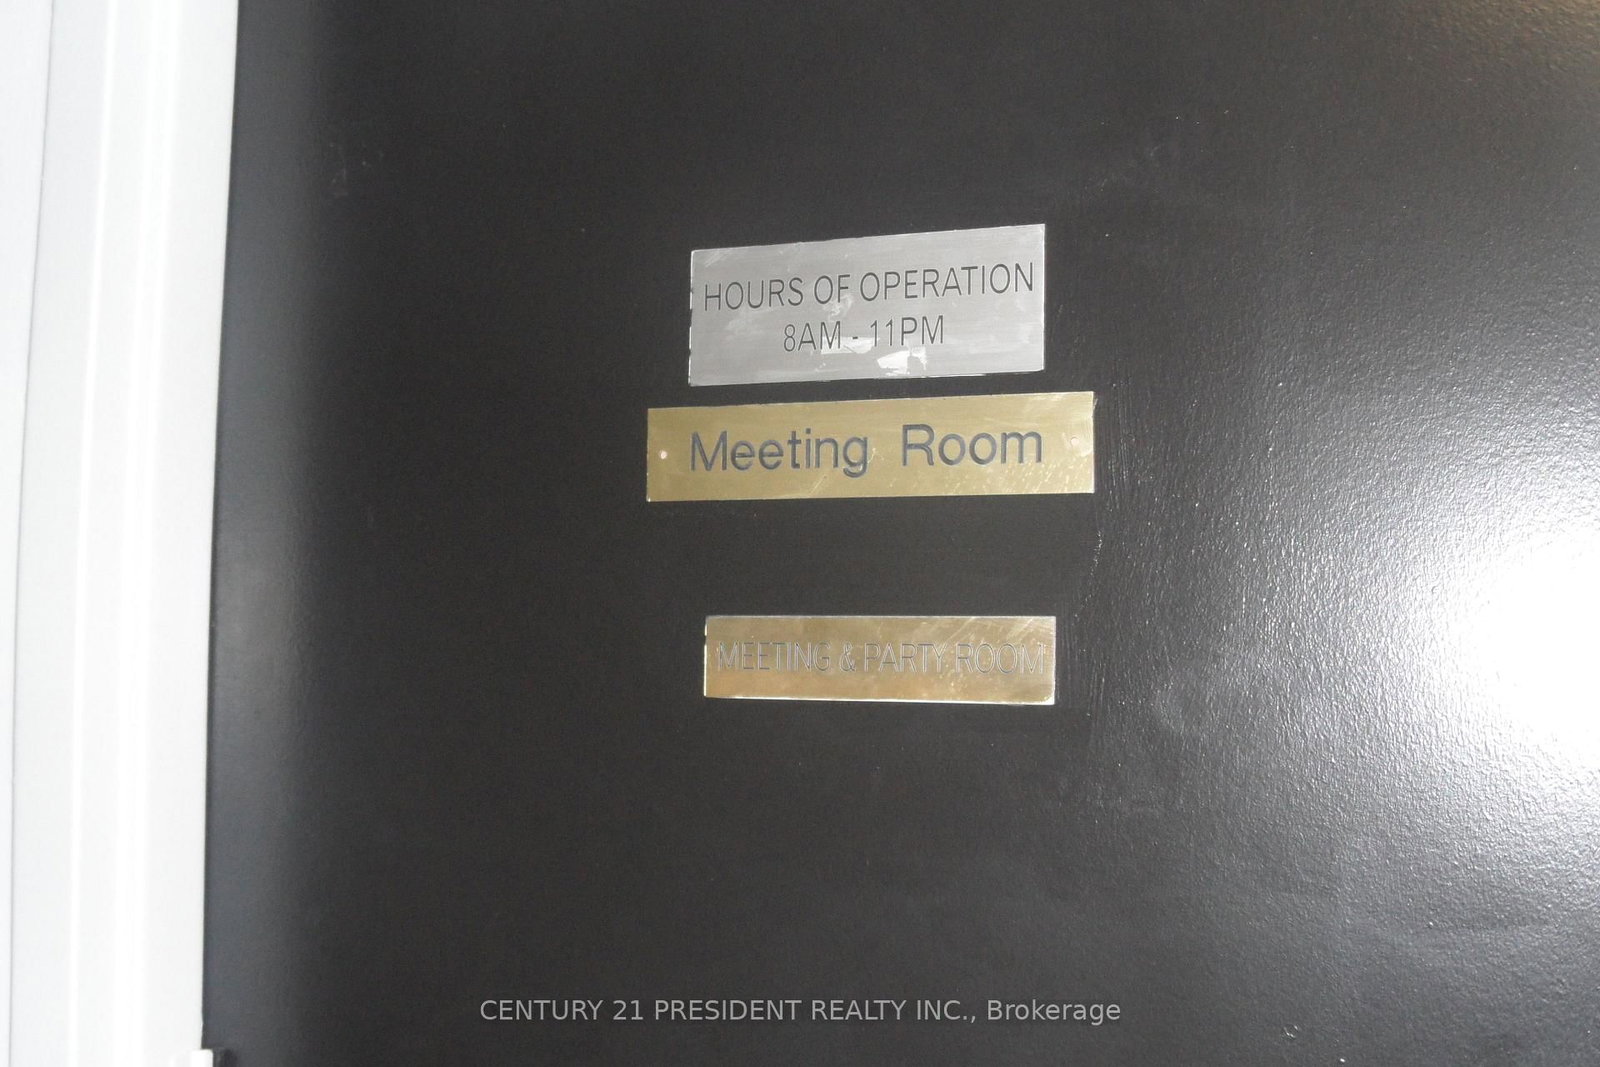 HOURS OF OPERATION
8AM - 11PM
Meeting Room
MEETING & PARTY ROOM
CENTURY 21 PRESIDENT REALTY INC., Brokerage